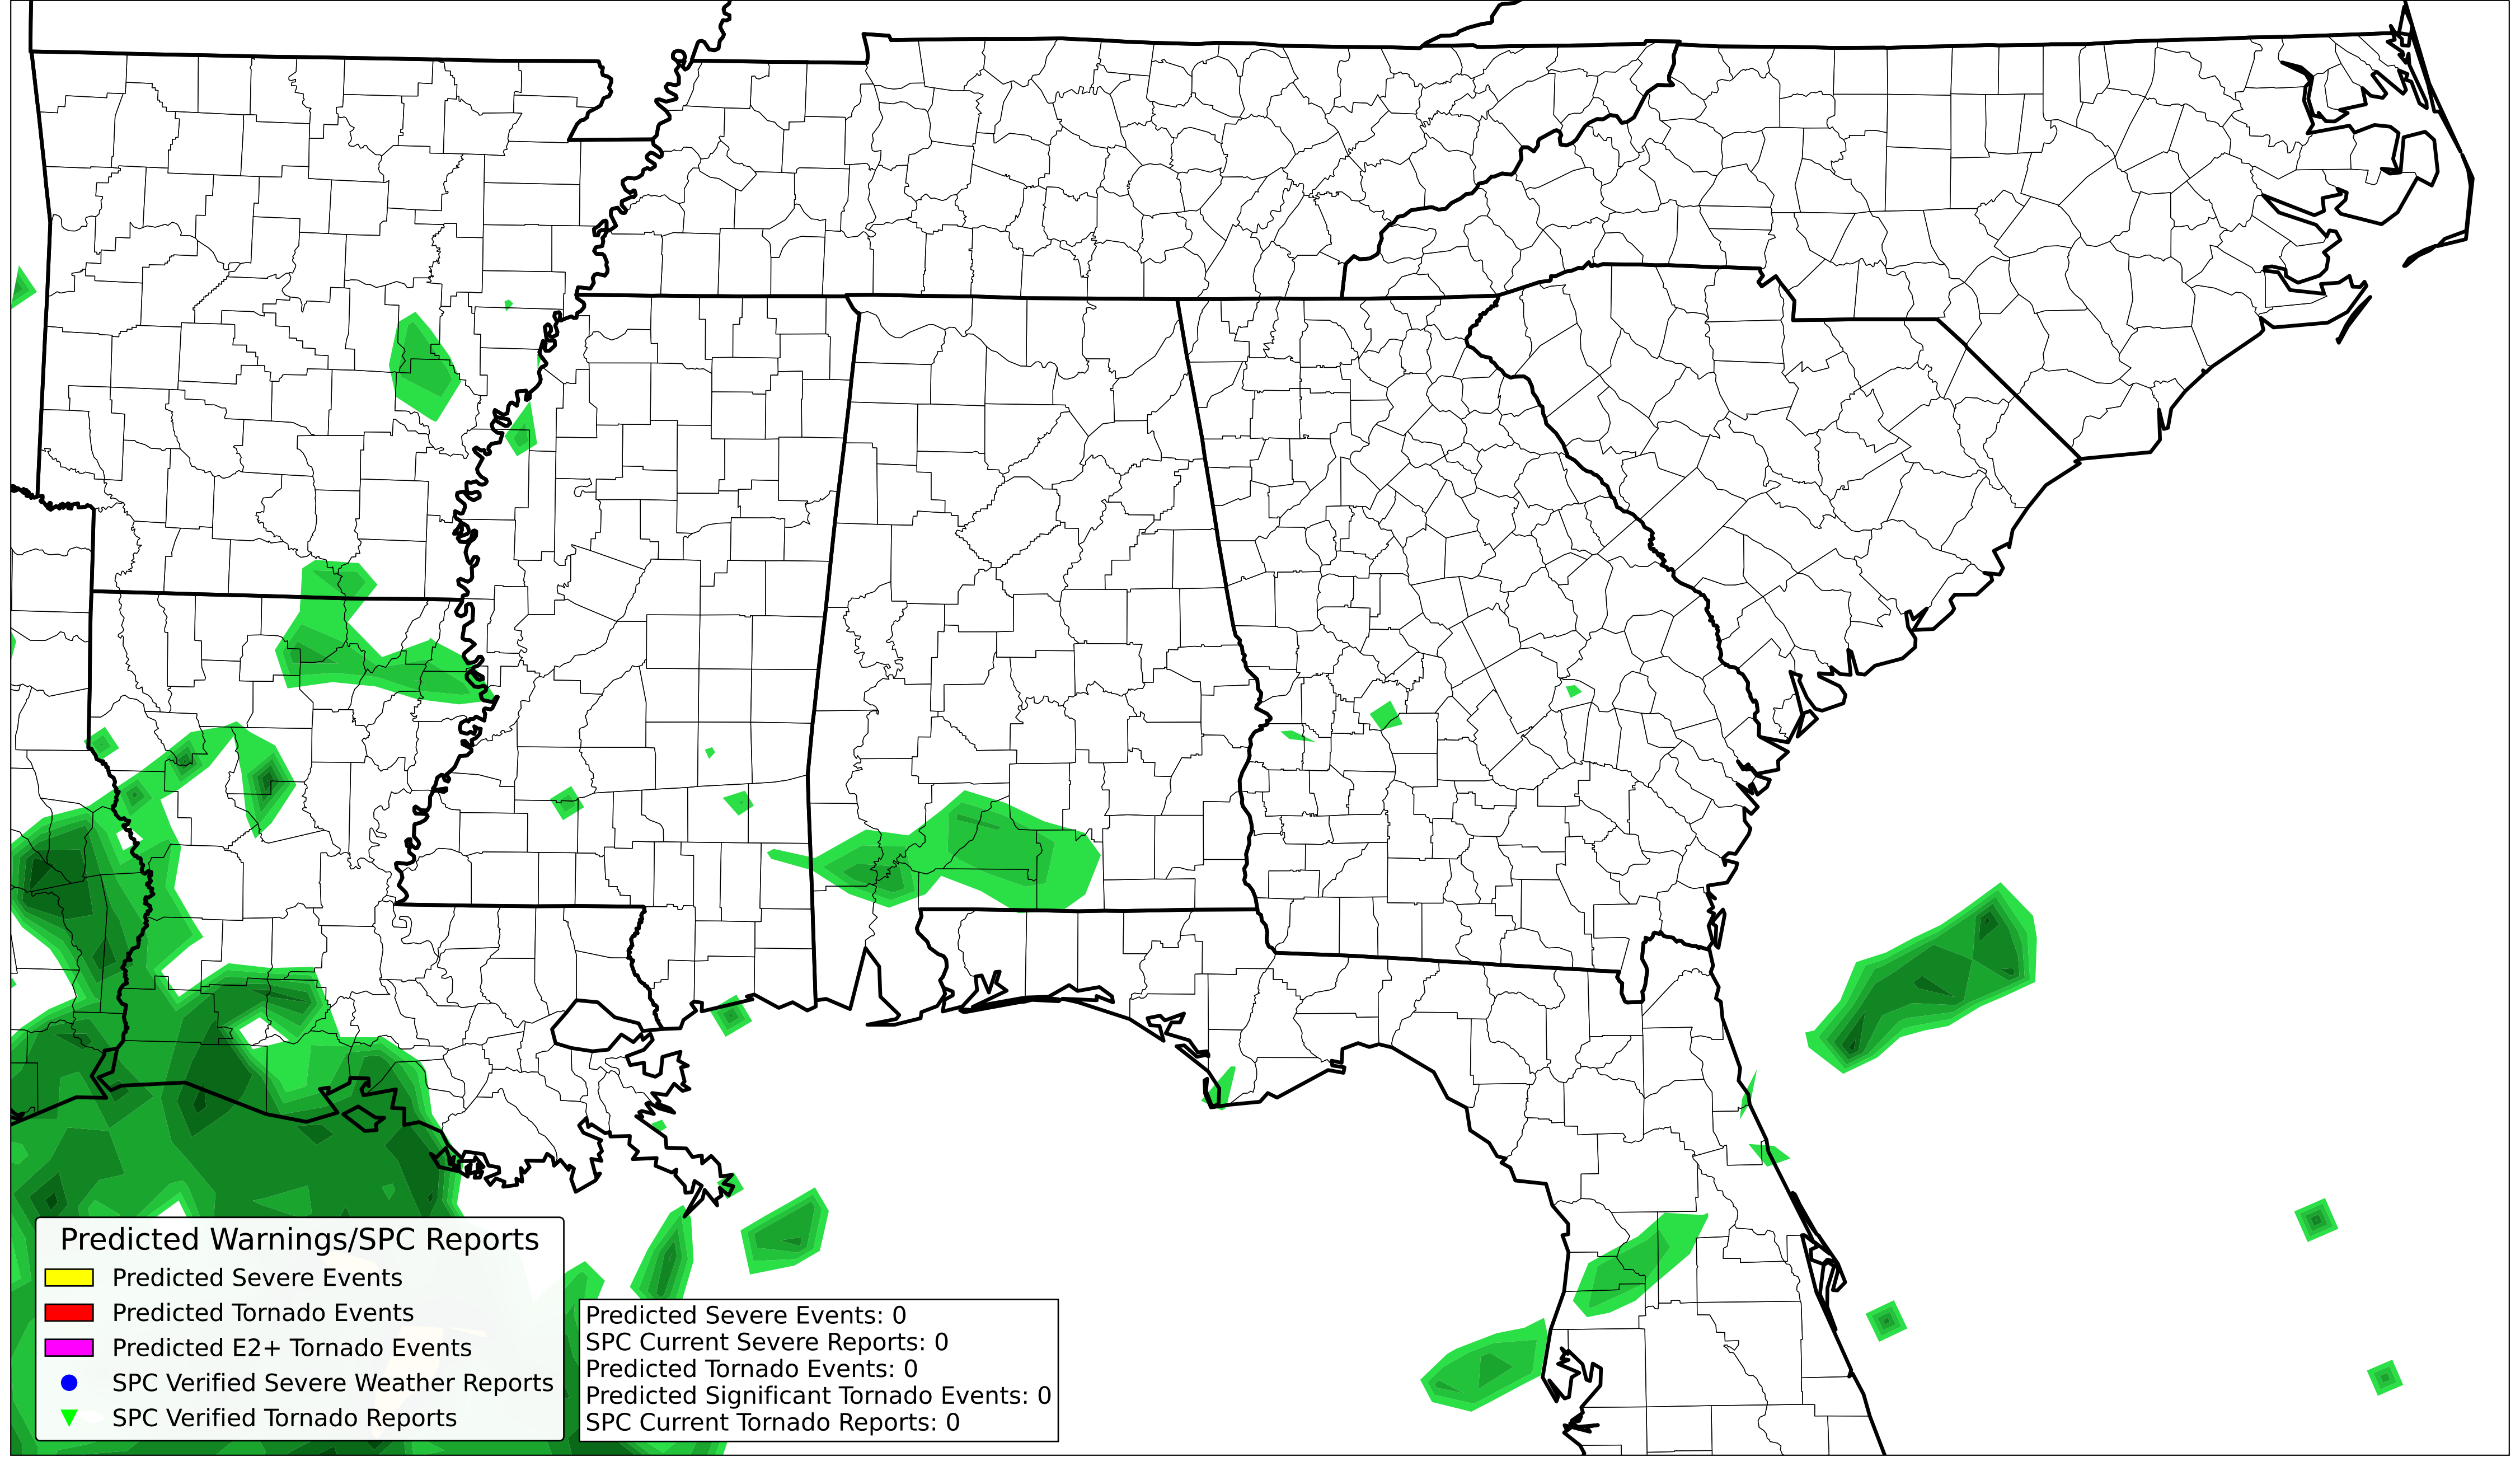 Predicted Warnings/SPC Reports
Predicted Severe Events
Predicted Tornado Events
Predicted E2+ Tornado Events
SPC Verified Severe Weather Reports
SPC Verified Tornado Reports
Predicted Severe Events: 0
SPC Current Severe Reports: 0
Predicted Tornado Events: 0
Predicted Significant Tornado Events: 0
SPC Current Tornado Reports: 0